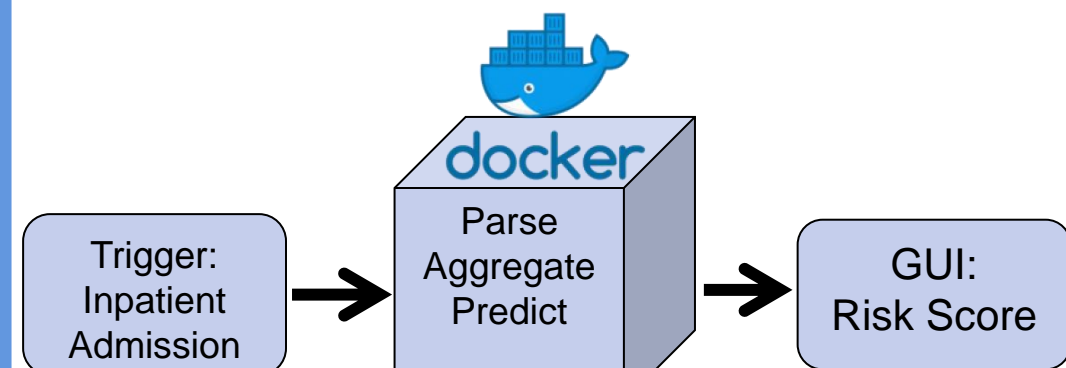 docker
Trigger:
Inpatient
Admission
Parse
Aggregate
Predict
GUI:
Risk Score